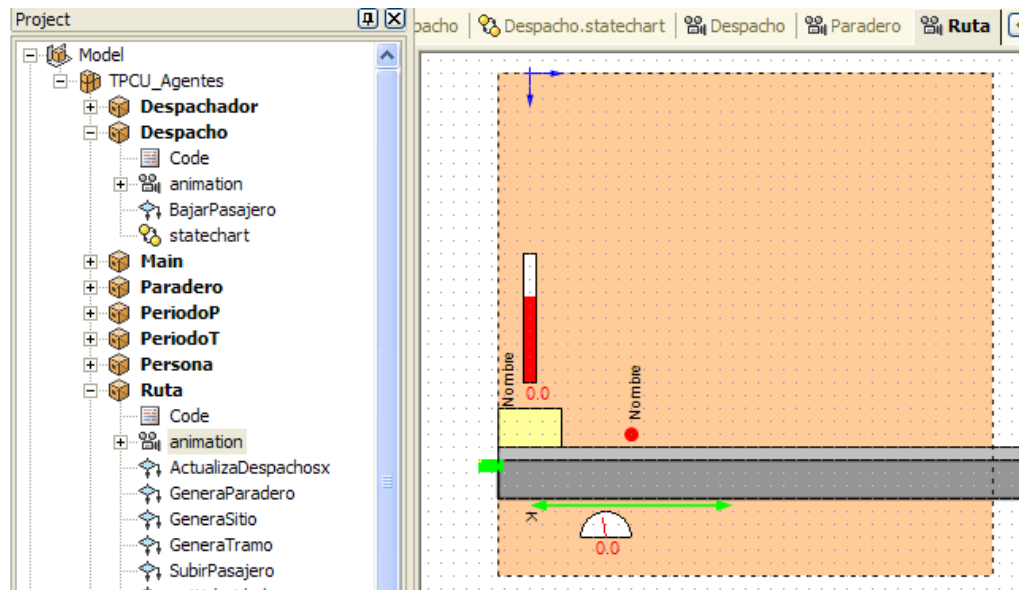 Project
Model
TPCU_Agentes
Despachador
Despacho
Code
animation
BajarPasajero
statechart
Main
Paradero
PeriodoP
PeriodoT
Persona
Ruta
Code
animation
ActualizaDespachosx
GeneraParadero
GeneraSitio
GeneraTramo
SubirPasajero
pacho
Despacho.statechart
Despacho
Paradero
Ruta
Nombre
0.0
Nombre
K
0.0